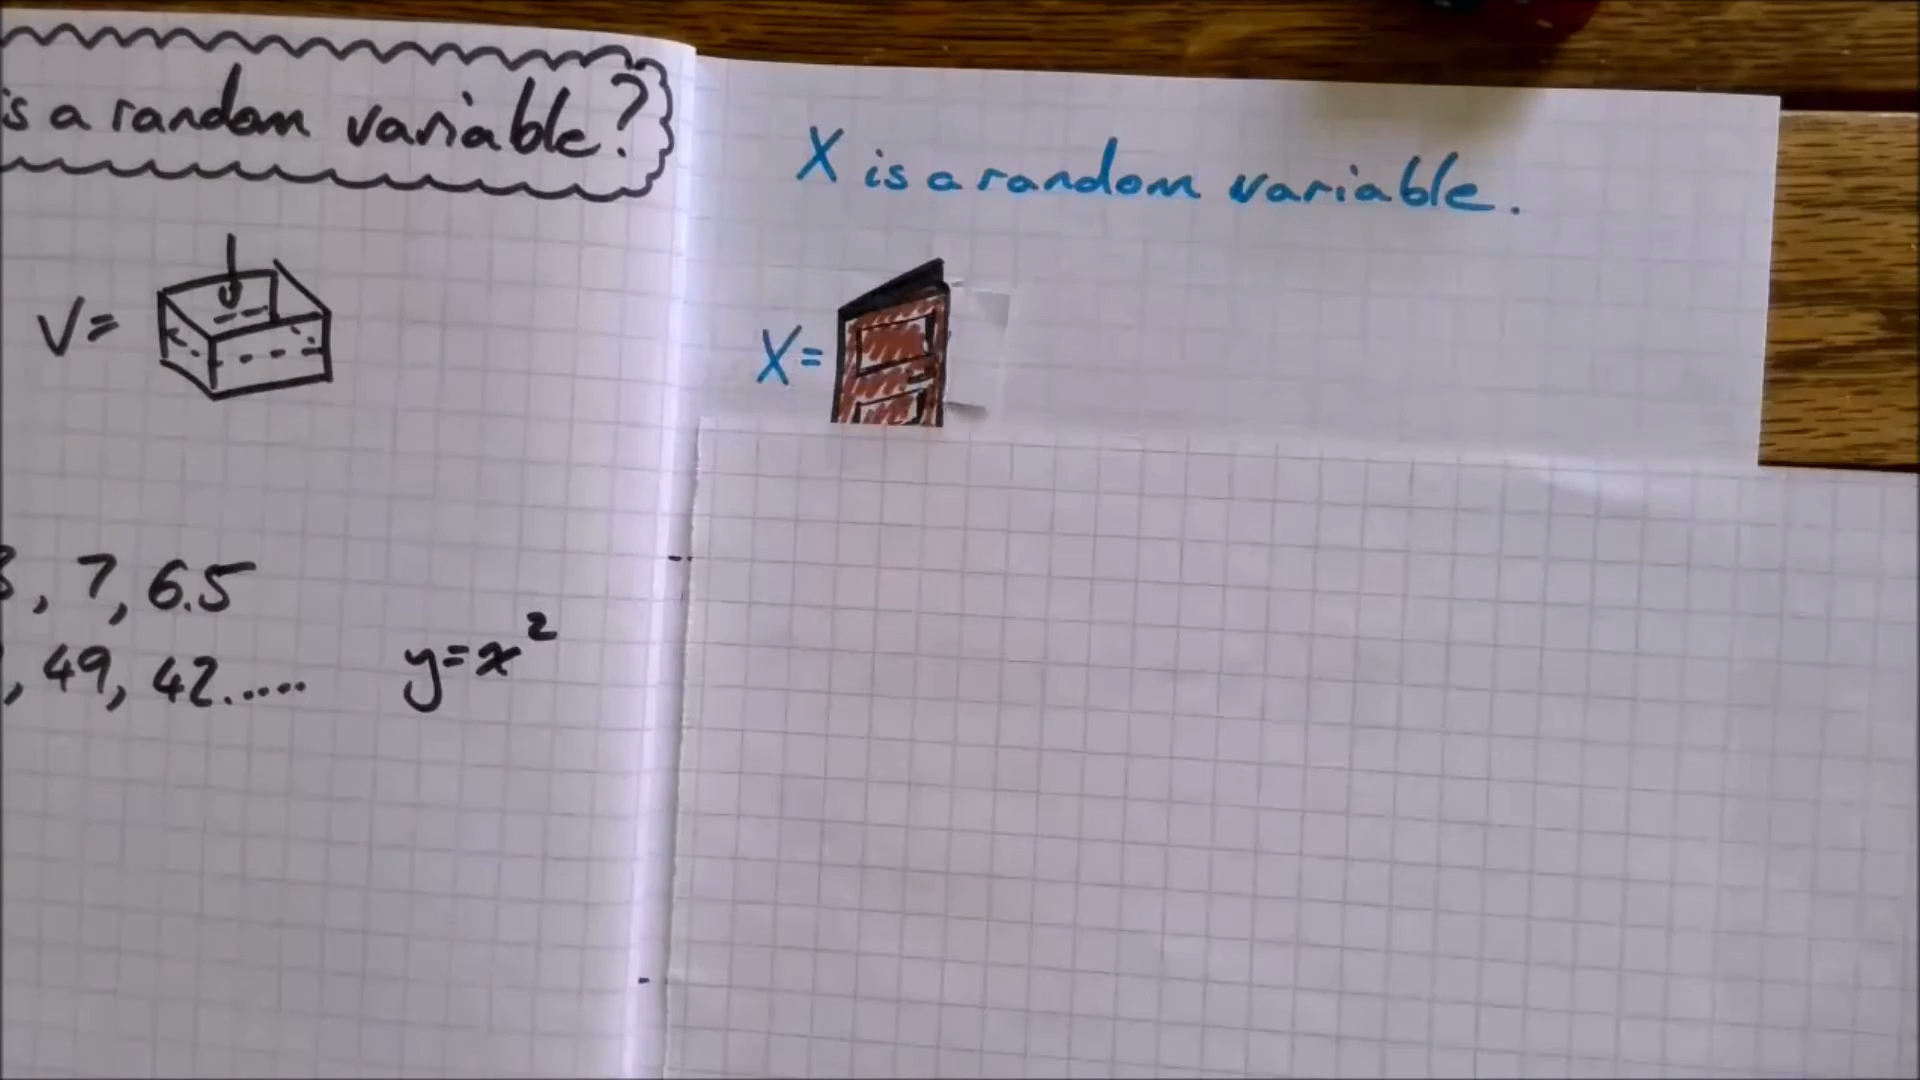 is a random variable?
V=
, 7, 6.5
, 49, 42.....
y=x²
X is a random variable.
X=